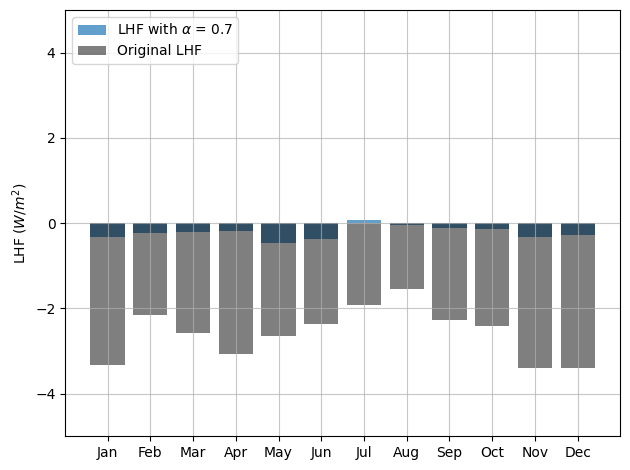 LHF with α = 0.7
Original LHF
LHF (W/m²)
4
2
0
−2
−4
Jan Feb Mar Apr May Jun Jul Aug Sep Oct Nov Dec